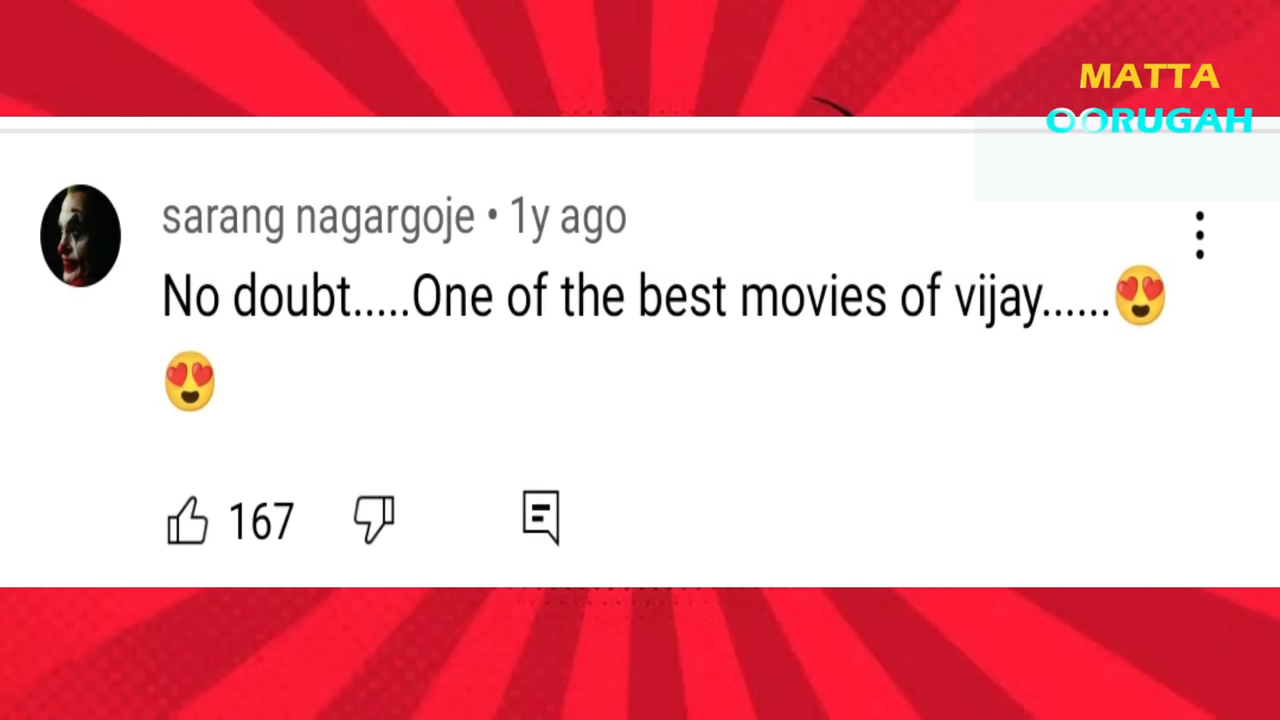 MATTA
OORUGAH
sarang nagargoje • 1y ago
No doubt.....One of the best movies of vijay......😍
😍
167